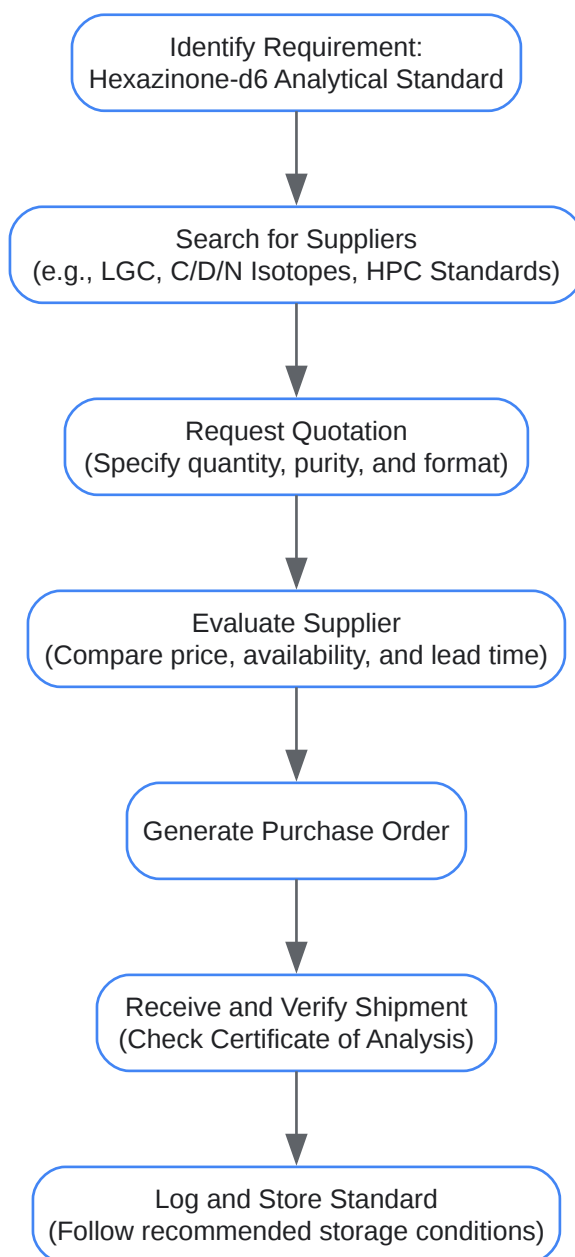 Identify Requirement:
Hexazinone-d6 Analytical Standard
Search for Suppliers
(e.g., LGC, C/D/N Isotopes, HPC Standards)
Request Quotation
(Specify quantity, purity, and format)
Evaluate Supplier
(Compare price, availability, and lead time)
Generate Purchase Order
Receive and Verify Shipment
(Check Certificate of Analysis)
Log and Store Standard
(Follow recommended storage conditions)